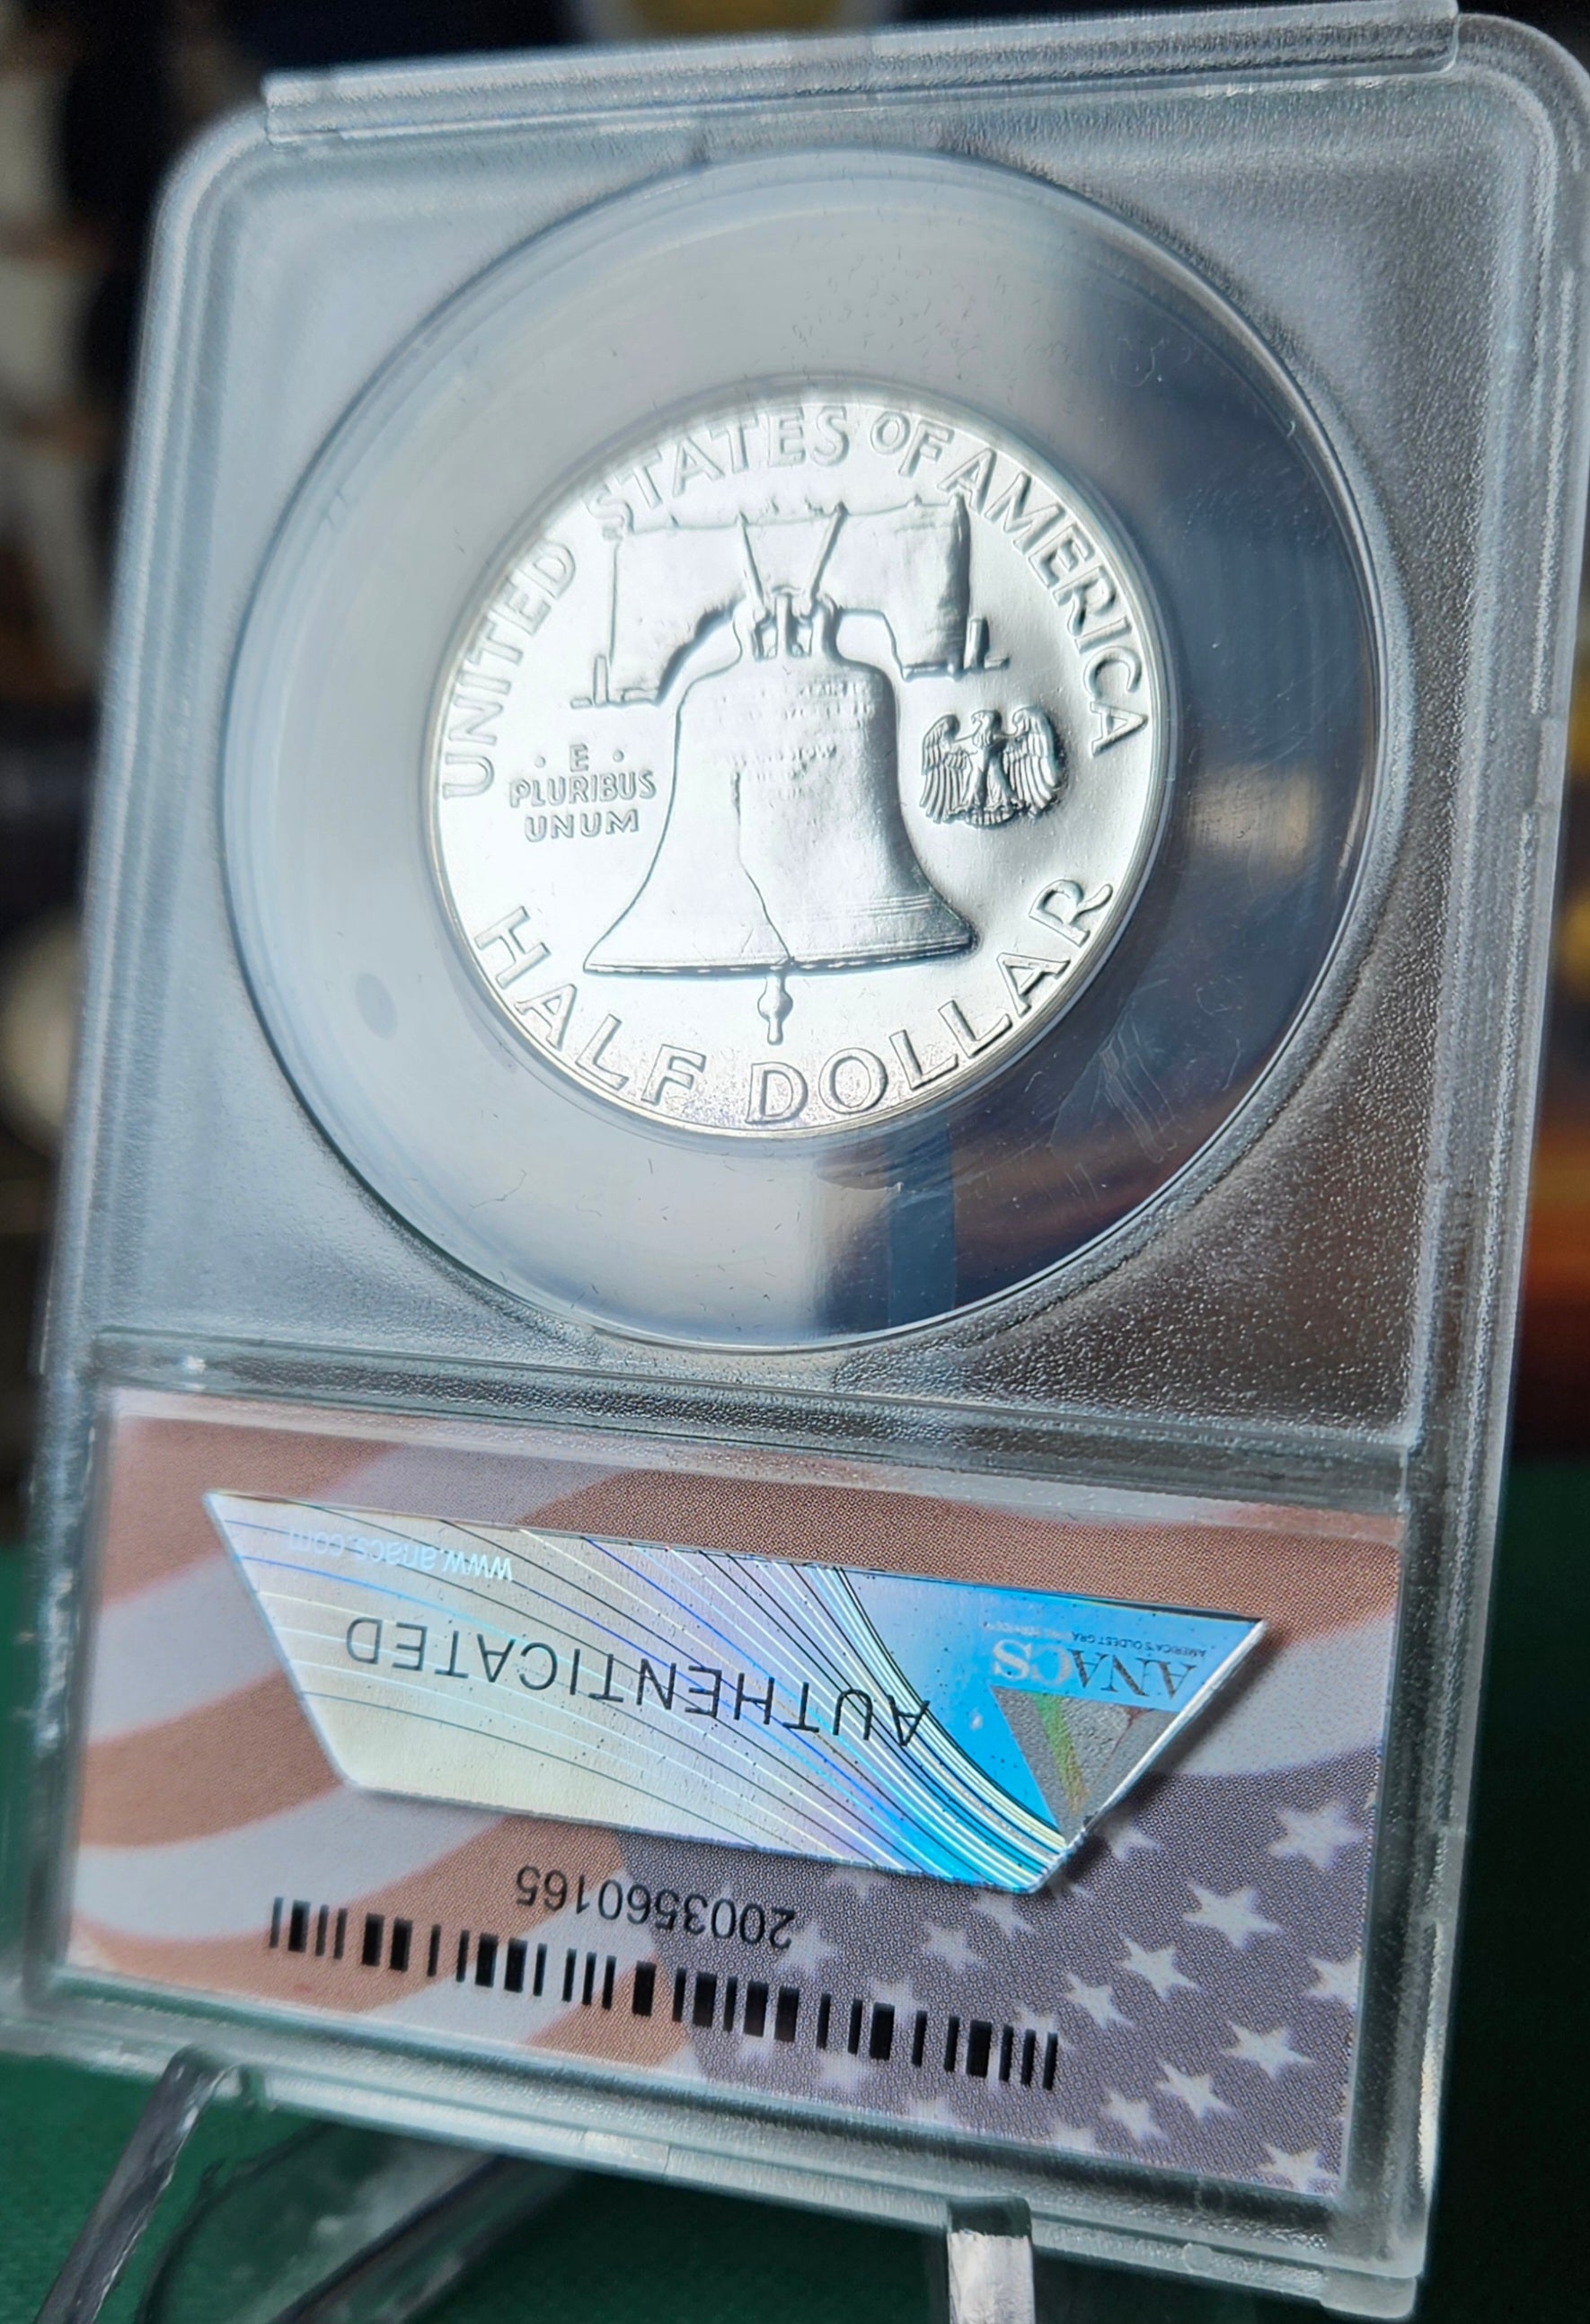 UNITED STATES OF AMERICA
· E ·
PLURIBUS
UNUM
HALF DOLLAR
www.anacs.com
ANACS
AUTHENTICATED
2003560165